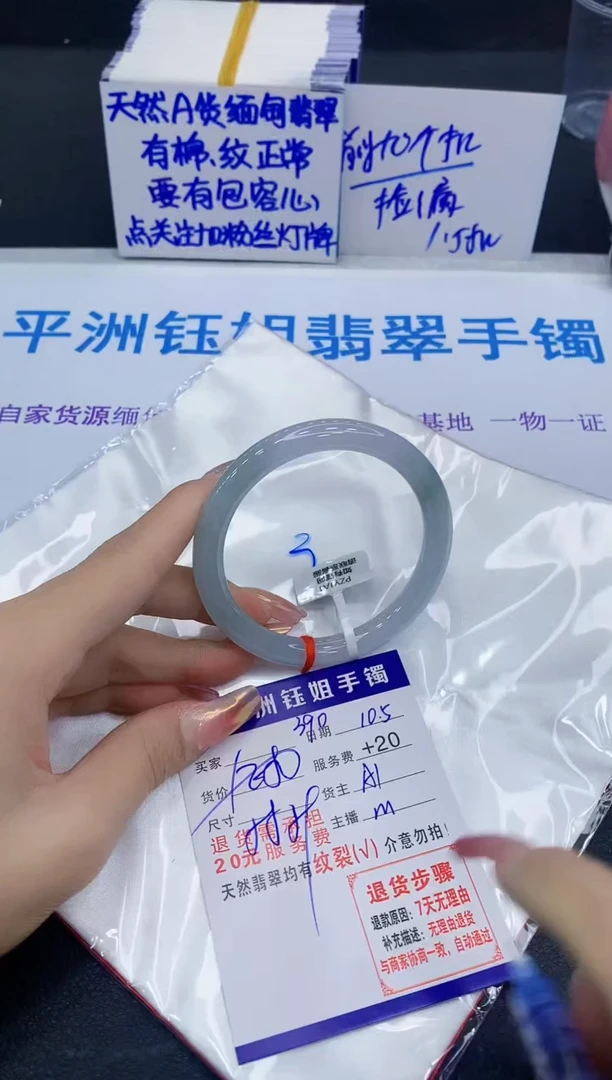 天然A货缅甸翡翠
有棉、纹正常
要有包容心
点关注加粉丝灯牌
捡1漏
平洲钰姐翡翠手镯
自家货源缅
基地 一物一证
PZYJA1
洲钰姐手镯
390
买家
日期 10.5
货价
服务费 +20
尺寸
货主 A1
主播 m
退货需承担
20元服务费
天然翡翠均有纹裂(√) 介意勿拍!
退货步骤
退款原因: 7天无理由
补充描述: 无理由退货
与商家协商一致, 自动通过